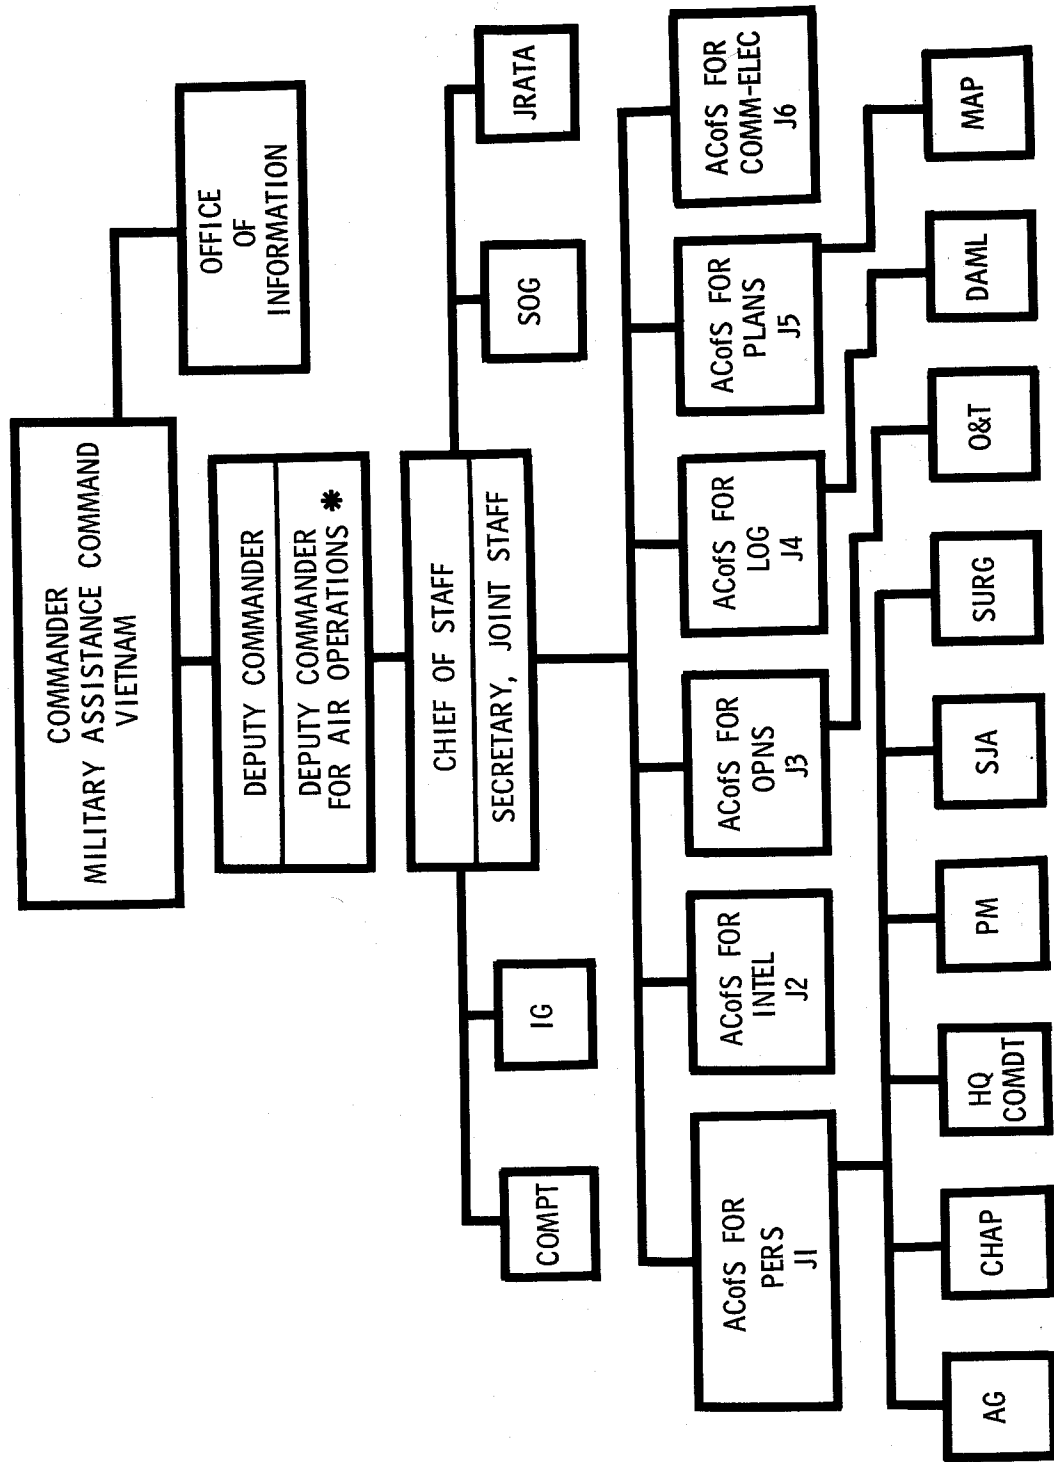 COMMANDER
MILITARY ASSISTANCE COMMAND
VIETNAM
OFFICE
OF
INFORMATION
DEPUTY COMMANDER
DEPUTY COMMANDER
FOR AIR OPERATIONS *
CHIEF OF STAFF
SECRETARY, JOINT STAFF
COMPT
IG
SOG
JRATA
ACofS FOR
PERS
J1
ACofS FOR
INTEL
J2
ACofS FOR
OPNS
J3
ACofS FOR
LOG
J4
ACofS FOR
PLANS
J5
ACofS FOR
COMM-ELEC
J6
AG
CHAP
HQ
COMDT
PM
SJA
SURG
O&T
DAML
MAP